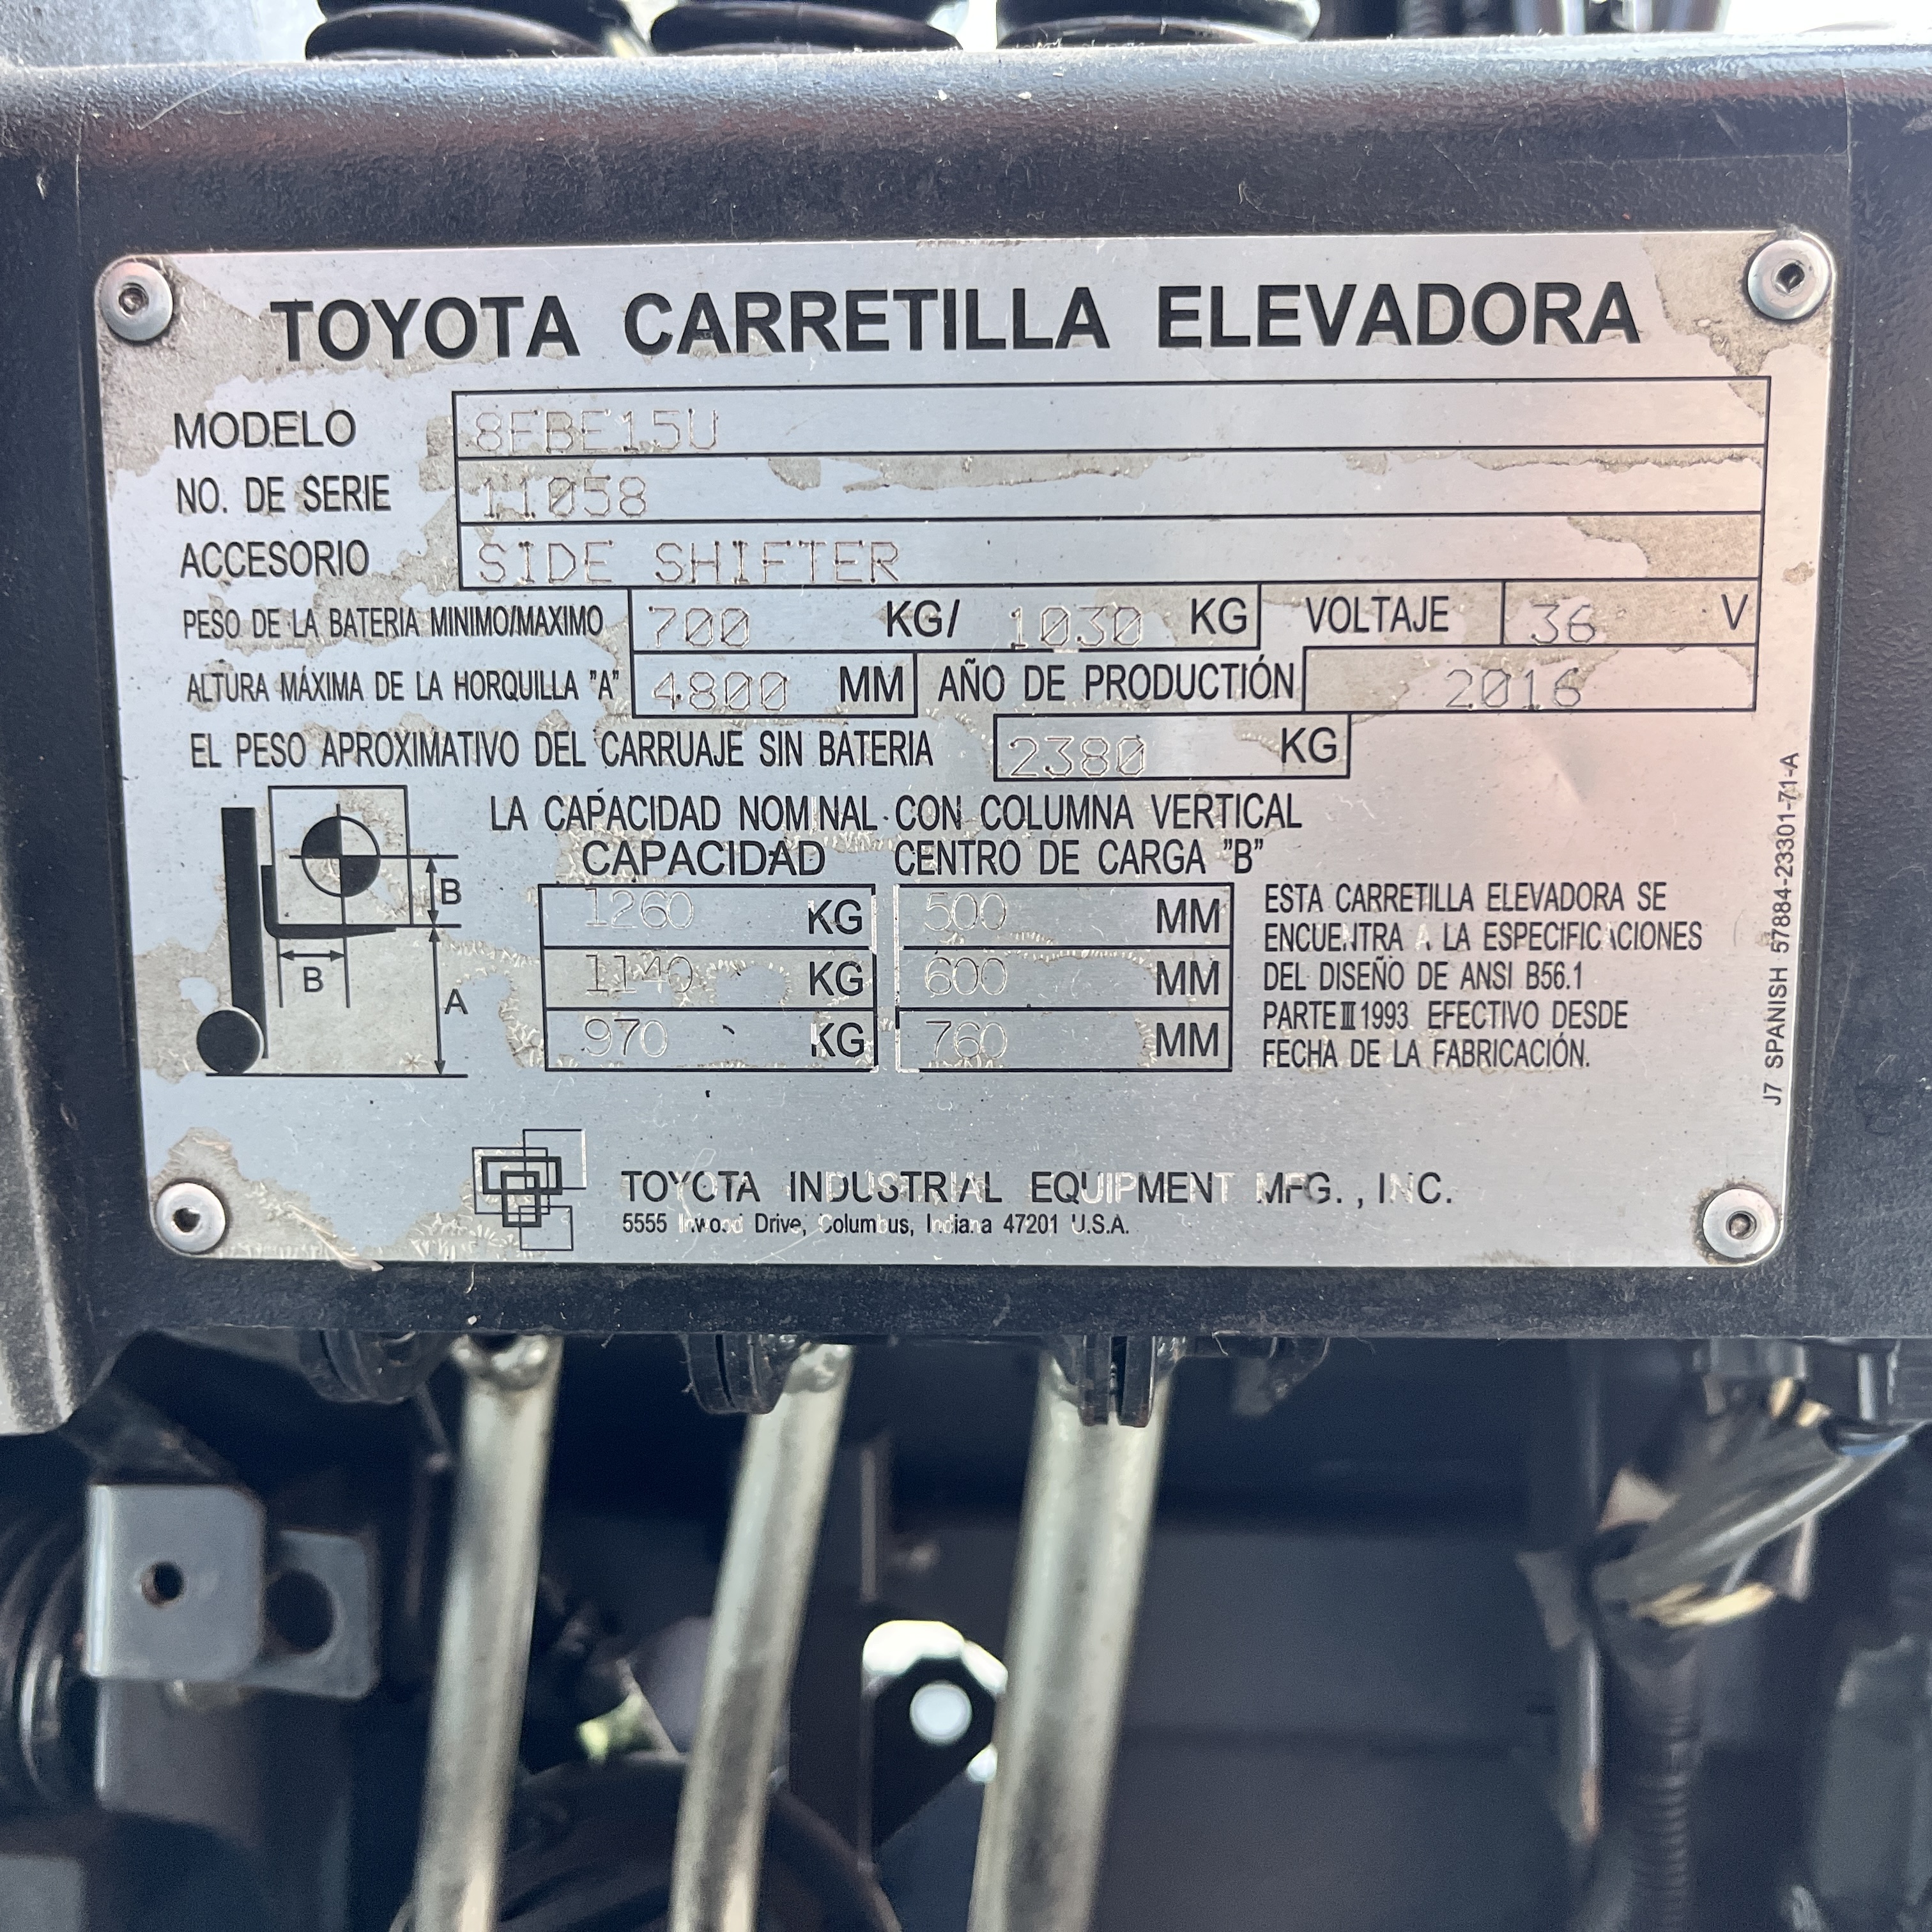 TOYOTA CARRETILLA ELEVADORA
MODELO 8FBE15U
NO. DE SERIE 11058
ACCESORIO SIDE SHIFTER
PESO DE LA BATERIA MINIMO/MAXIMO 700 KG/ 1030 KG VOLTAJE 36 V
ALTURA MÁXIMA DE LA HORQUILLA "A" 4800 MM AÑO DE PRODUCTIÓN 2016
EL PESO APROXIMATIVO DEL CARRUAJE SIN BATERIA 2380 KG
LA CAPACIDAD NOMINAL CON COLUMNA VERTICAL
CAPACIDAD CENTRO DE CARGA "B"
1260 KG 500 MM
1140 KG 600 MM
970 KG 760 MM
B
B
A
ESTA CARRETILLA ELEVADORA SE
ENCUENTRA A LA ESPECIFICACIONES
DEL DISEÑO DE ANSI B56.1
PARTE III 1993 EFECTIVO DESDE
FECHA DE LA FABRICACIÓN.
J7 SPANISH 57884-23301-71-A
TOYOTA INDUSTRIAL EQUIPMENT MFG., INC.
5555 Inwood Drive, Columbus, Indiana 47201 U.S.A.